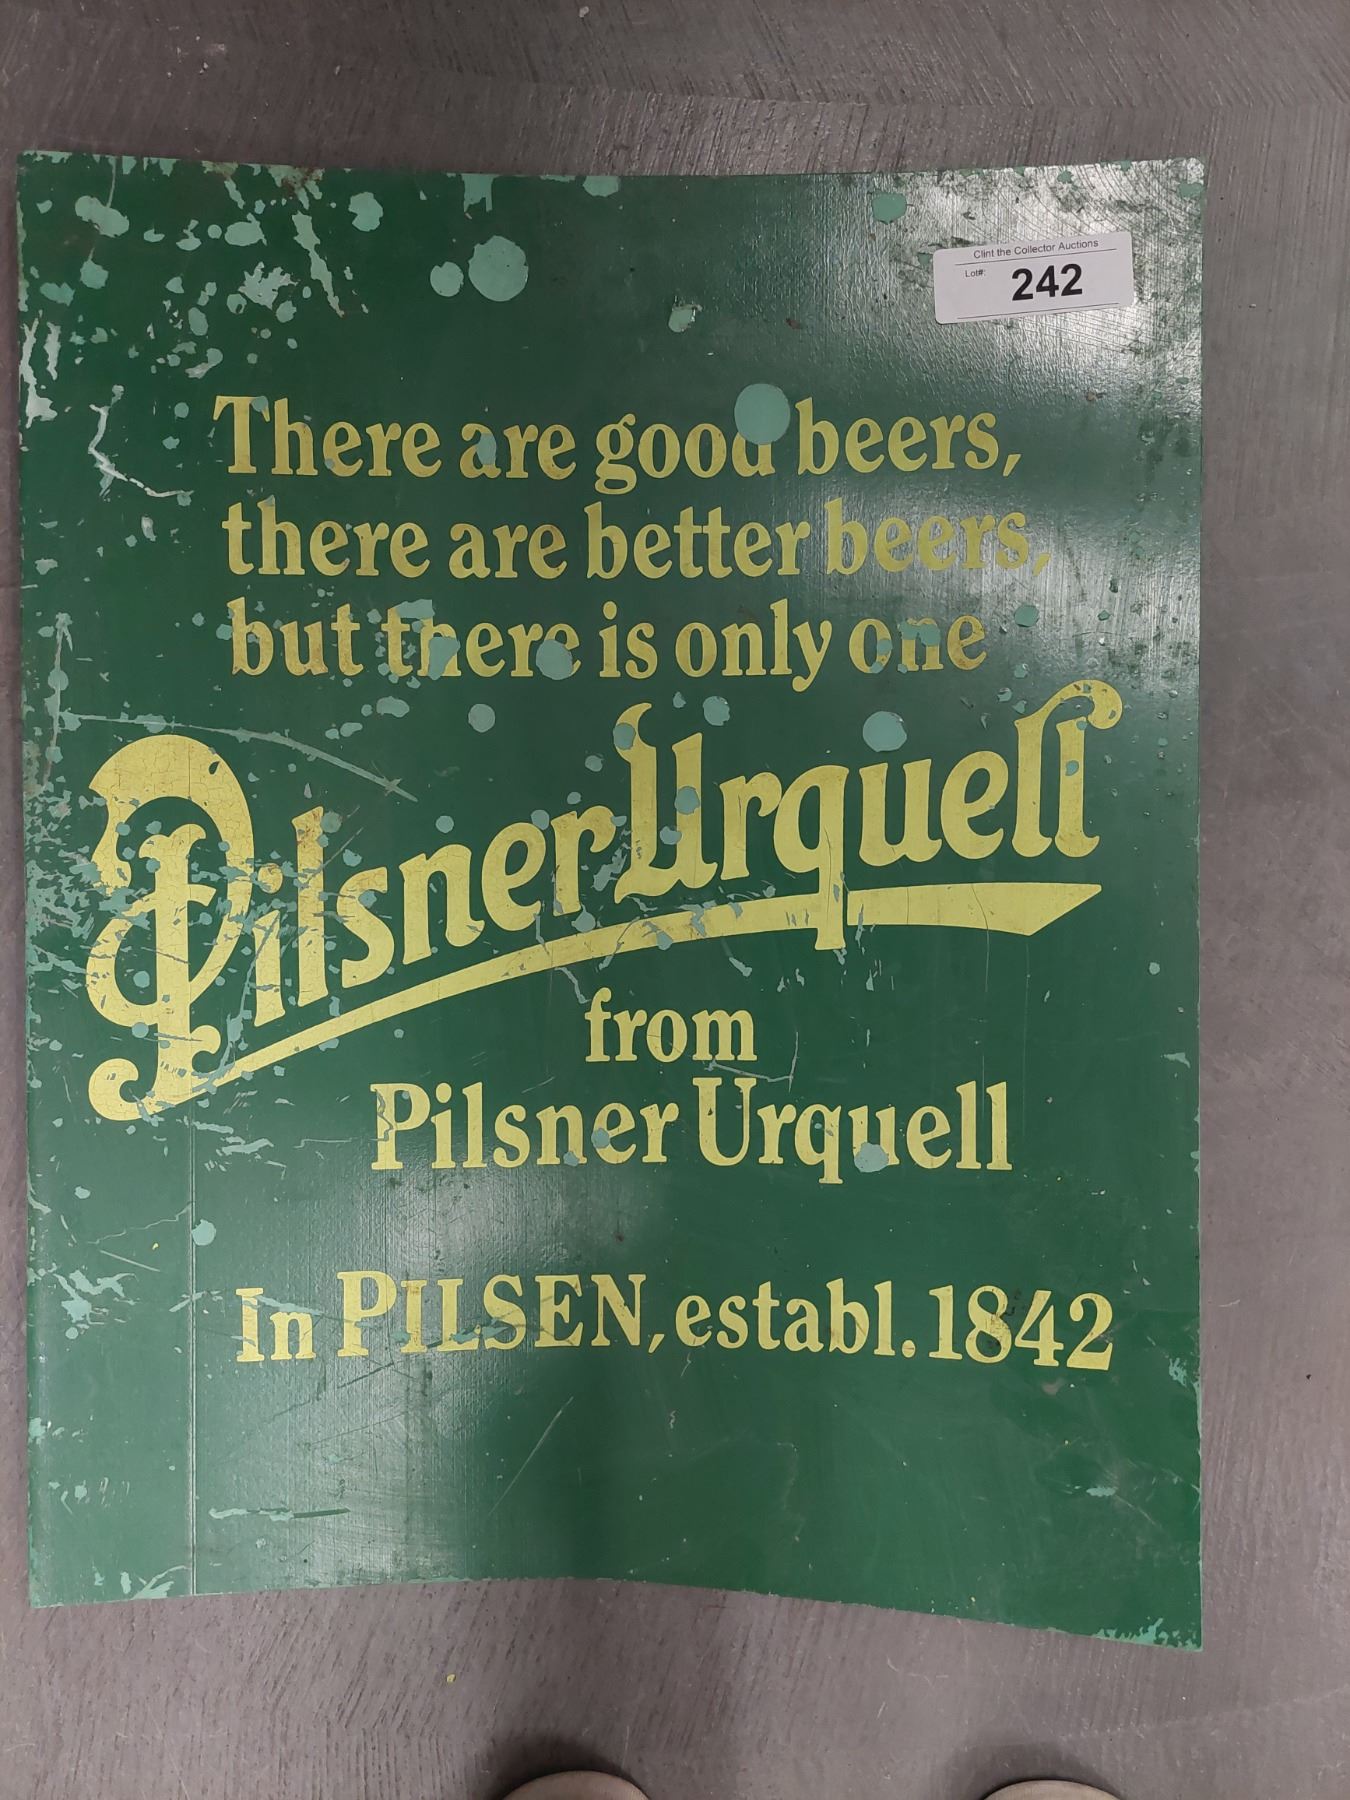 Clint the Collector Auctions
Lot#: 242
There are good beers,
there are better beers,
but there is only one
Pilsner Urquell
from
Pilsner Urquell
In PILSEN, establ. 1842